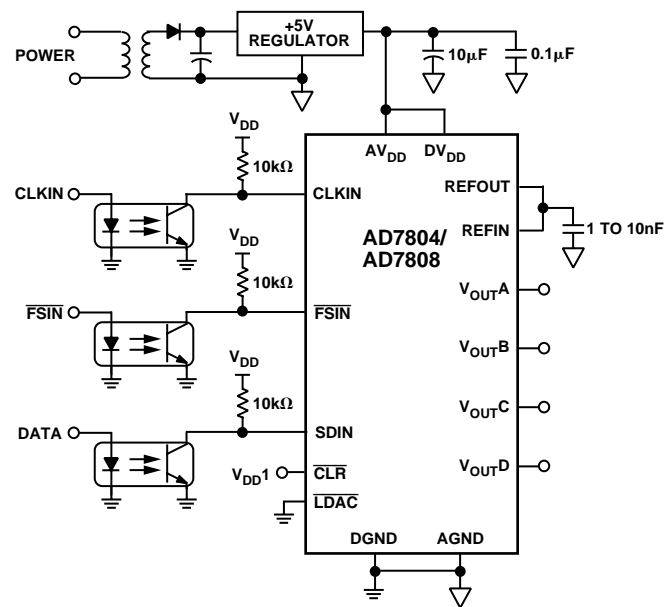 +5V
REGULATOR
POWER
10µF
0.1µF
V_DD
AV_DD
DV_DD
10kΩ
CLKIN
CLKIN
REFOUT
REFIN
1 TO 10nF
AD7804/
AD7808
V_DD
10kΩ
V_OUTA
FSIN
FSIN
V_OUTB
V_DD
10kΩ
V_OUTC
DATA
SDIN
V_DD1
CLR
V_OUTD
LDAC
DGND
AGND